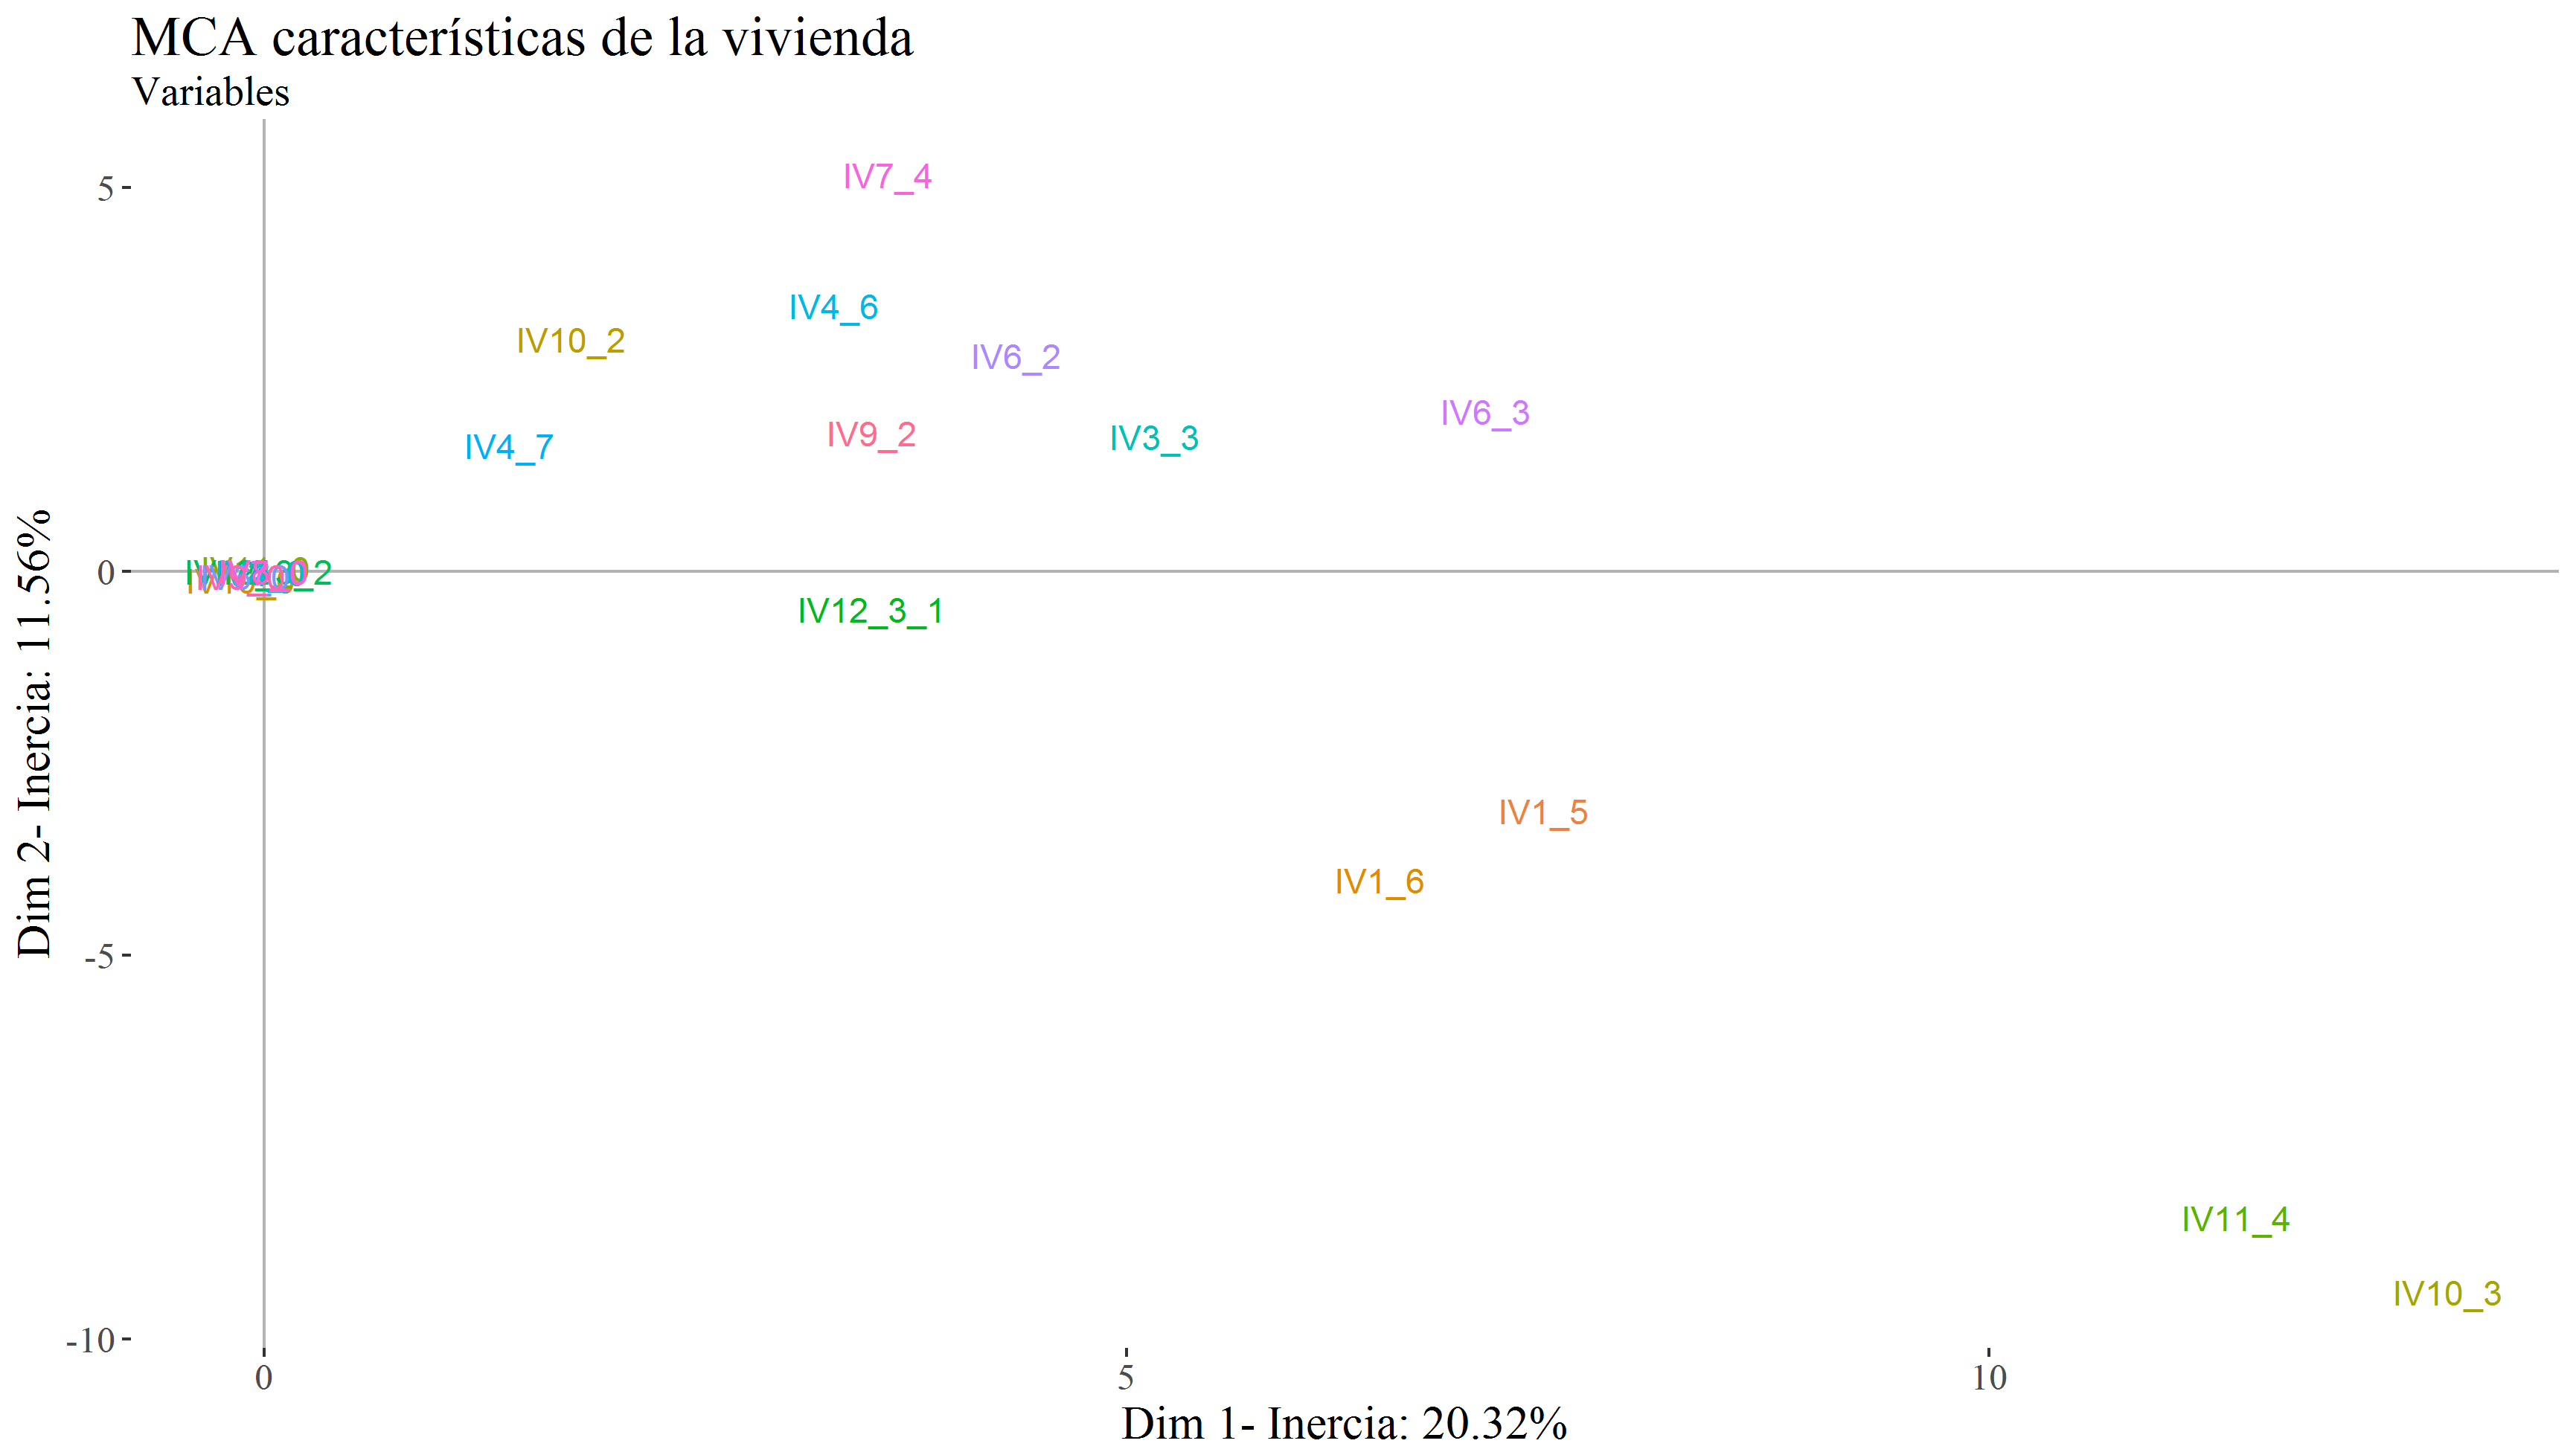 MCA características de la vivienda
Variables
5
IV7_4
IV4_6
IV10_2
IV6_2
IV6_3
IV9_2
IV3_3
IV4_7
0
IV12_3_1
IV1_5
IV1_6
-5
IV11_4
IV10_3
-10
0 5 10
Dim 1- Inercia: 20.32%
Dim 2- Inercia: 11.56%